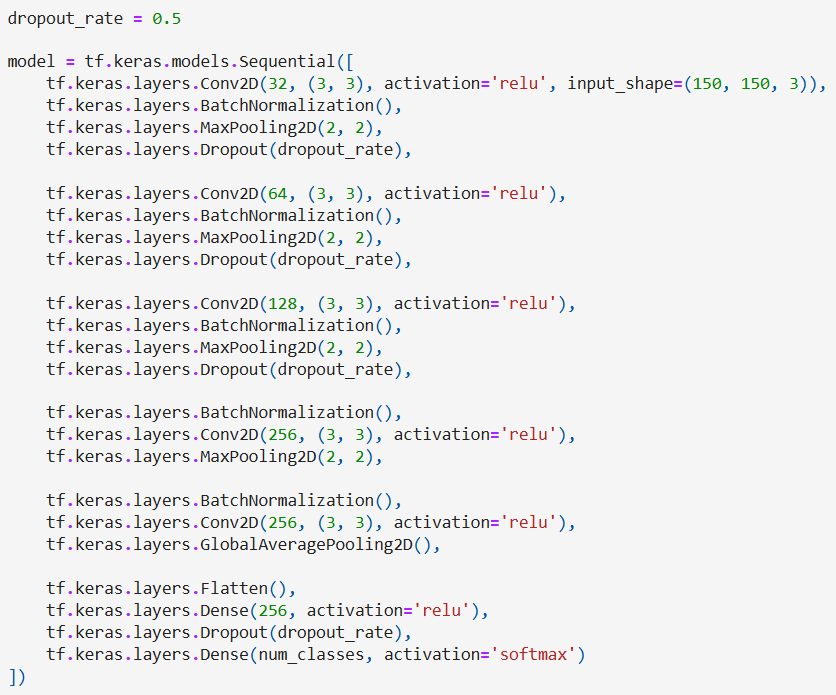 dropout_rate = 0.5
model = tf.keras.models.Sequential([
    tf.keras.layers.Conv2D(32, (3, 3), activation='relu', input_shape=(150, 150, 3)),
    tf.keras.layers.BatchNormalization(),
    tf.keras.layers.MaxPooling2D(2, 2),
    tf.keras.layers.Dropout(dropout_rate),
    tf.keras.layers.Conv2D(64, (3, 3), activation='relu'),
    tf.keras.layers.BatchNormalization(),
    tf.keras.layers.MaxPooling2D(2, 2),
    tf.keras.layers.Dropout(dropout_rate),
    tf.keras.layers.Conv2D(128, (3, 3), activation='relu'),
    tf.keras.layers.BatchNormalization(),
    tf.keras.layers.MaxPooling2D(2, 2),
    tf.keras.layers.Dropout(dropout_rate),
    tf.keras.layers.BatchNormalization(),
    tf.keras.layers.Conv2D(256, (3, 3), activation='relu'),
    tf.keras.layers.MaxPooling2D(2, 2),
    tf.keras.layers.BatchNormalization(),
    tf.keras.layers.Conv2D(256, (3, 3), activation='relu'),
    tf.keras.layers.GlobalAveragePooling2D(),
    tf.keras.layers.Flatten(),
    tf.keras.layers.Dense(256, activation='relu'),
    tf.keras.layers.Dropout(dropout_rate),
    tf.keras.layers.Dense(num_classes, activation='softmax')
])